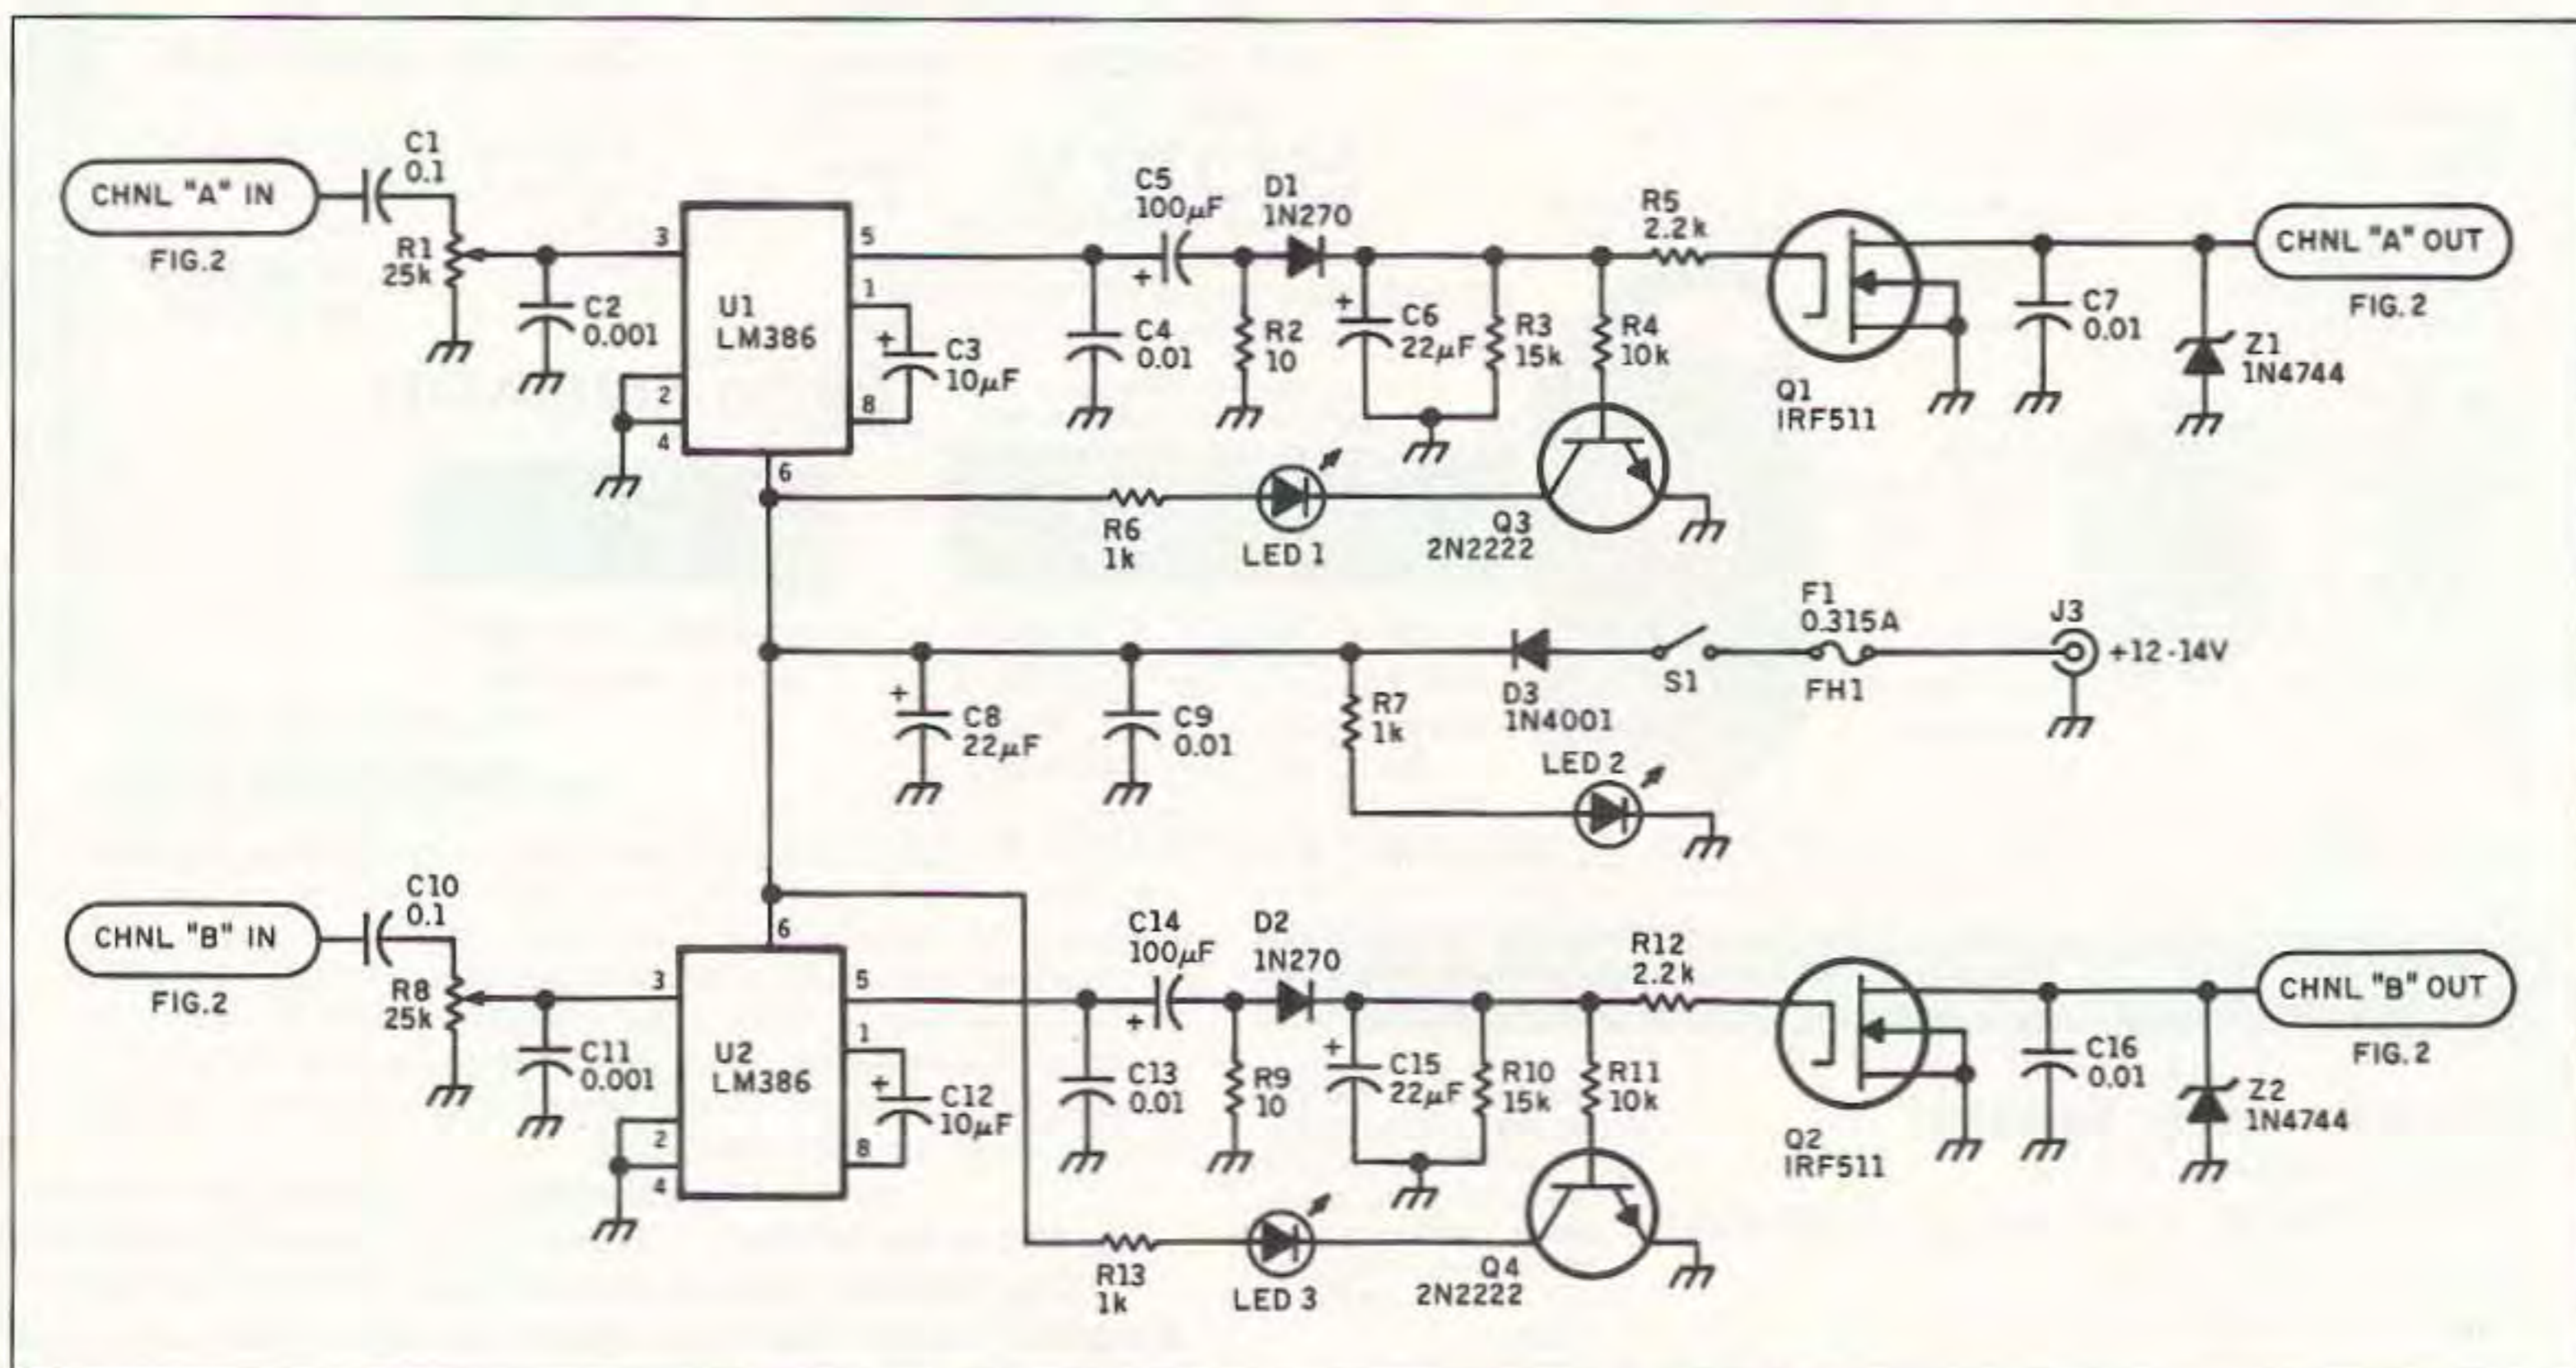 C1
0.1
CHNL "A" IN
FIG.2
R1
25k
C2
0.001
3
5
1
8
2
4
6
U1
LM386
C3
10µF
+
C5
100µF
+
D1
1N270
C4
0.01
R2
10
+
C6
22µF
R3
15k
R4
10k
R5
2.2k
Q1
IRF511
C7
0.01
Z1
1N4744
CHNL "A" OUT
FIG.2
R6
1k
LED 1
Q3
2N2222
+
C8
22µF
C9
0.01
R7
1k
D3
1N4001
LED 2
S1
F1
0.315A
FH1
J3
+12-14V
C10
0.1
CHNL "B" IN
FIG.2
R8
25k
C11
0.001
6
3
5
1
8
2
4
U2
LM386
+
C12
10µF
C14
100µF
+
D2
1N270
C13
0.01
R9
10
+
C15
22µF
R10
15k
R11
10k
R12
2.2k
Q2
IRF511
C16
0.01
Z2
1N4744
CHNL "B" OUT
FIG.2
R13
1k
LED 3
Q4
2N2222